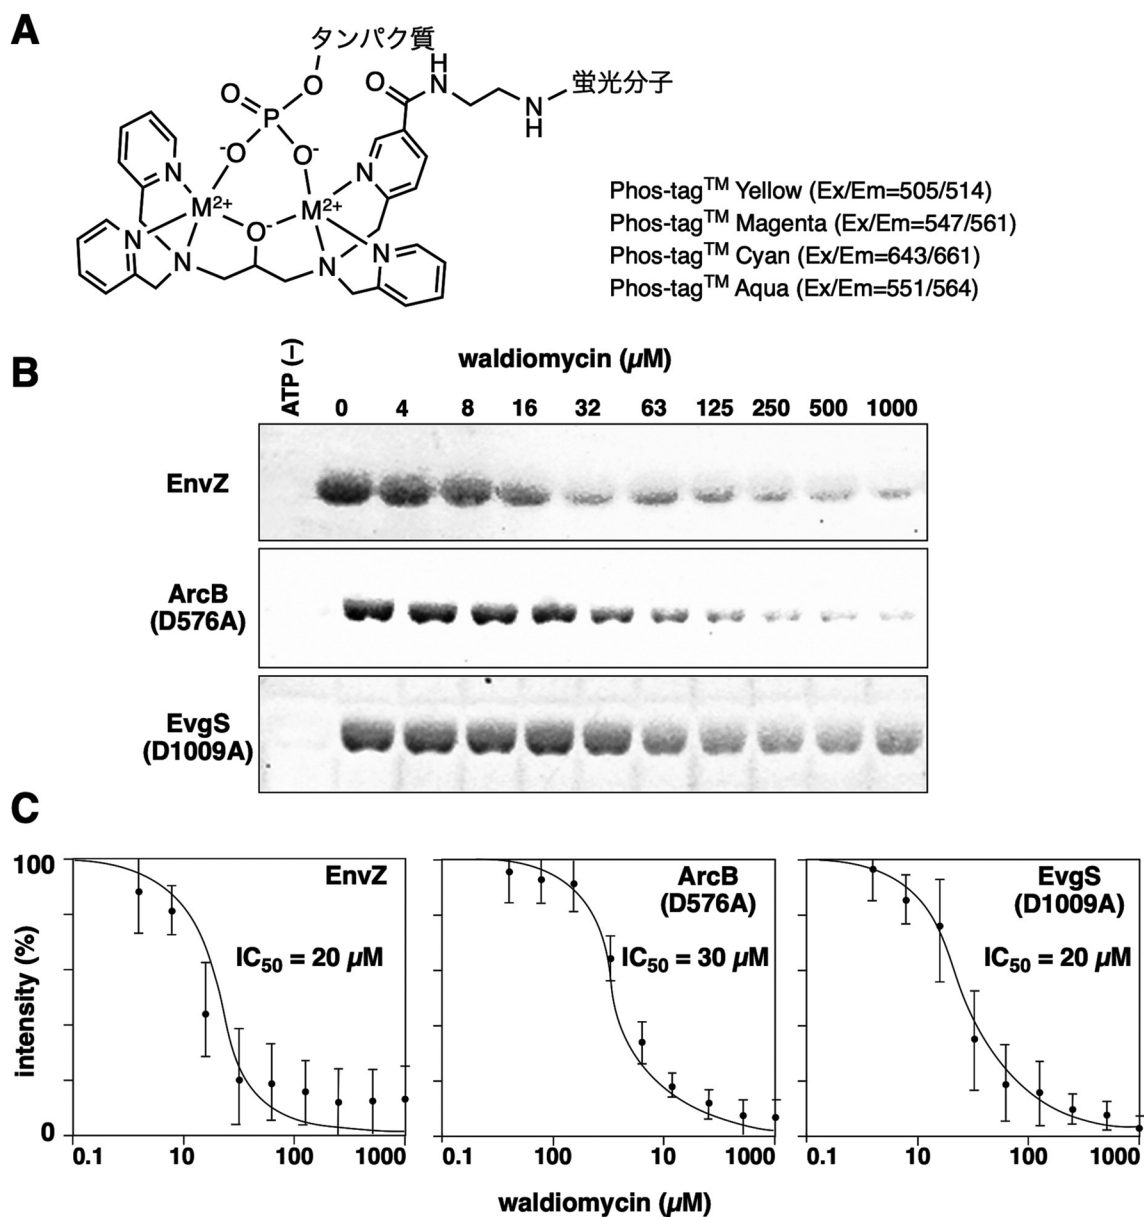 A
タンパク質
O
O
P
O
-O
O-
H
N
N
H
蛍光分子
N
N
M2+
M2+
O-
N
N
N
N
Phos-tag™ Yellow (Ex/Em=505/514)
Phos-tag™ Magenta (Ex/Em=547/561)
Phos-tag™ Cyan (Ex/Em=643/661)
Phos-tag™ Aqua (Ex/Em=551/564)
B
ATP (–)
waldiomycin (µM)
0 4 8 16 32 63 125 250 500 1000
EnvZ
ArcB
(D576A)
EvgS
(D1009A)
C
intensity (%)
100
0
EnvZ
IC50 = 20 µM
0.1 10 100 1000
ArcB
(D576A)
IC50 = 30 µM
0.1 100 10 1000
EvgS
(D1009A)
IC50 = 20 µM
0.1 10 100 1000
waldiomycin (µM)